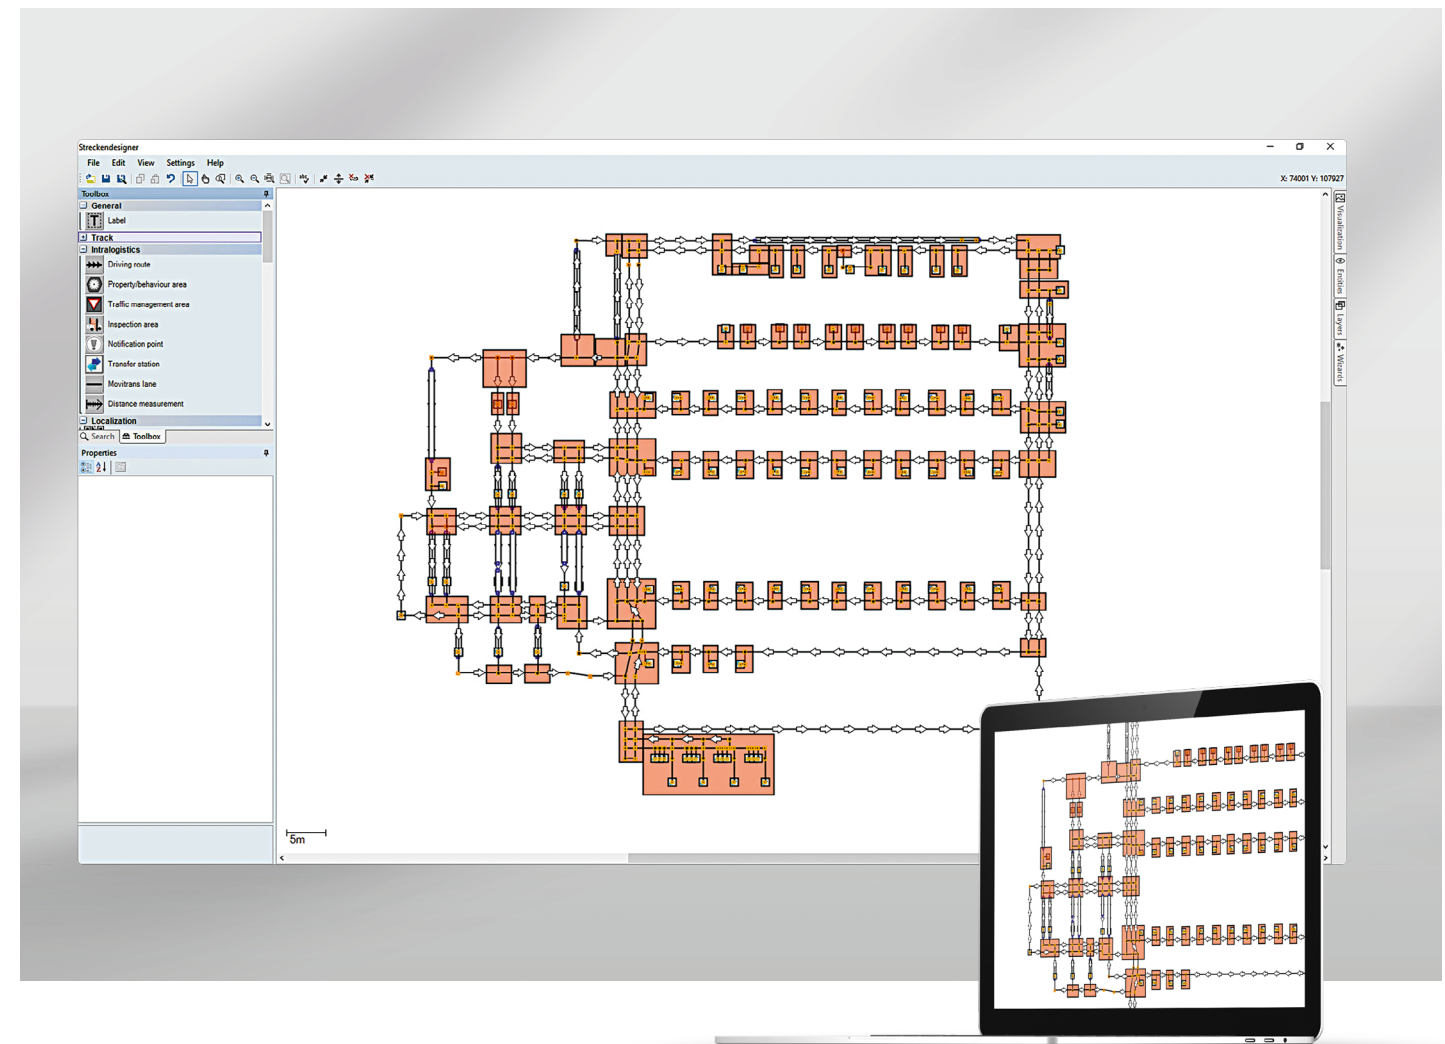 Streckendesigner
File Edit View Settings Help
X: 74001 Y: 107927
Toolbox
General
Label
Track
Intralogistics
Driving route
Property/behaviour area
Traffic management area
Inspection area
Notification point
Transfer station
Movitrans lane
Distance measurement
Localization
Search Toolbox
Properties
Visualization
Entities
Layers
Wizards
5m